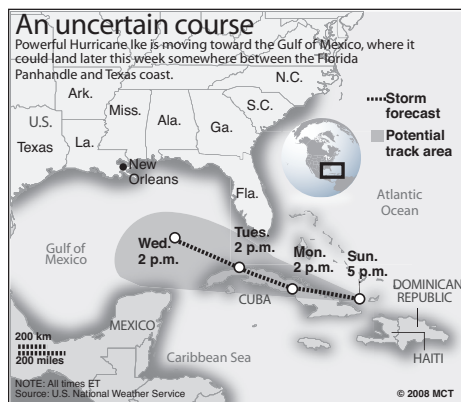 An uncertain course
Powerful Hurricane Ike is moving toward the Gulf of Mexico, where it
could land later this week somewhere between the Florida
Panhandle and Texas coast.
N.C.
Ark.
S.C.
Miss.
Ala.
Ga.
U.S.
Texas
La.
New
Orleans
Fla.
Storm
forecast
Potential
track area
Atlantic
Ocean
Gulf of
Mexico
Wed.
2 p.m.
Tues.
2 p.m.
Mon.
2 p.m.
Sun.
5 p.m.
CUBA
DOMINICAN
REPUBLIC
HAITI
MEXICO
Caribbean Sea
200 km
200 miles
NOTE: All times ET
Source: U.S. National Weather Service
© 2008 MCT